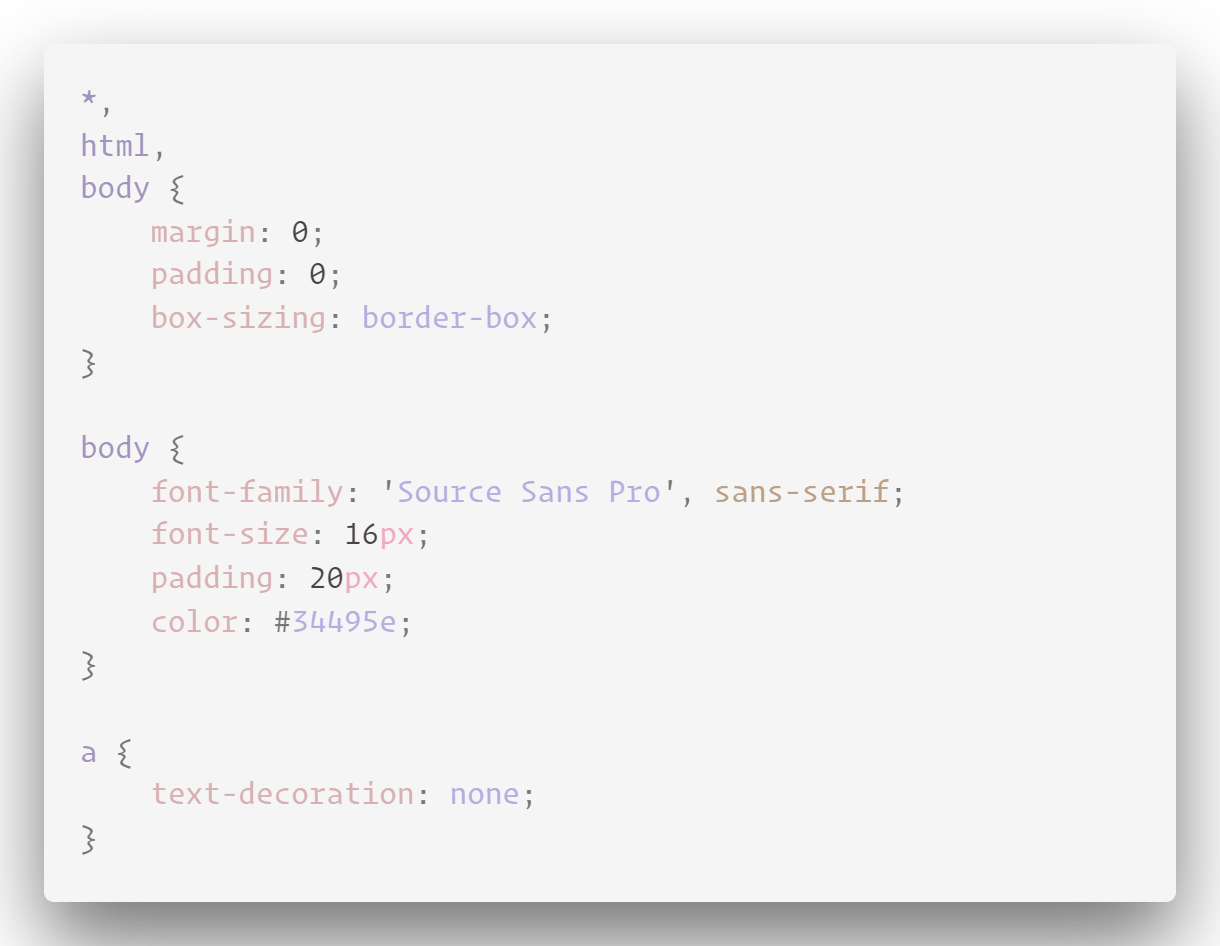 *,
html,
body {
    margin: 0;
    padding: 0;
    box-sizing: border-box;
}

body {
    font-family: 'Source Sans Pro', sans-serif;
    font-size: 16px;
    padding: 20px;
    color: #34495e;
}

a {
    text-decoration: none;
}